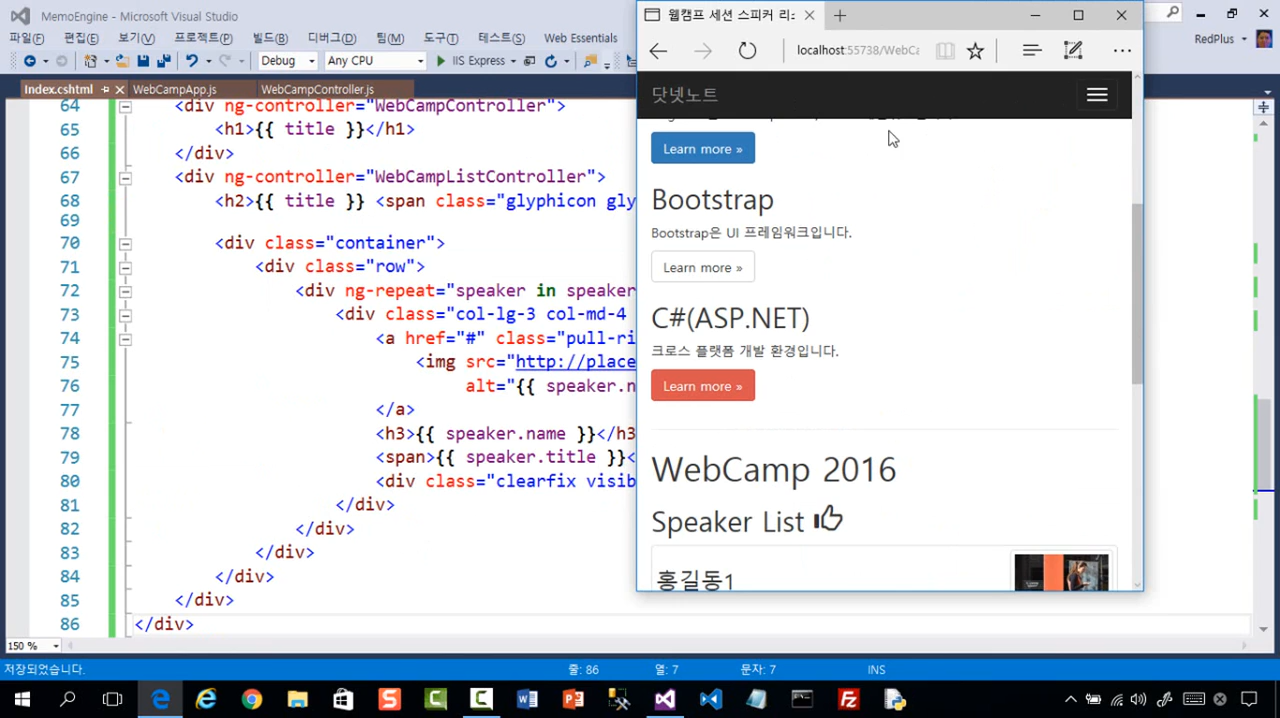 MemoEngine - Microsoft Visual Studio
파일(F) 편집(E) 보기(V) 프로젝트(P) 빌드(B) 디버그(D) 팀(M) 도구(T) 테스트(S) Web Essentials
RedPlus
Debug Any CPU IIS Express
Index.cshtml WebCampApp.js WebCampController.js
64 <div ng-controller="WebCampController">
65 <h1>{{ title }}</h1>
66 </div>
67 <div ng-controller="WebCampListController">
68 <h2>{{ title }} <span class="glyphicon gly
69
70 <div class="container">
71 <div class="row">
72 <div ng-repeat="speaker in speaker
73 <div class="col-lg-3 col-md-4
74 <a href="#" class="pull-ri
75 <img src="http://place
76 alt="{{ speaker.n
77 </a>
78 <h3>{{ speaker.name }}</h3
79 <span>{{ speaker.title }}<
80 <div class="clearfix visib
81 </div>
82 </div>
83 </div>
84 </div>
85 </div>
86 </div>
150 %
저장되었습니다. 줄: 86 열: 7 문자: 7 INS
웹캠프 세션 스피커 리
localhost:55738/WebCa
닷넷노트
Learn more »
Bootstrap
Bootstrap은 UI 프레임워크입니다.
Learn more »
C#(ASP.NET)
크로스 플랫폼 개발 환경입니다.
Learn more »
WebCamp 2016
Speaker List
홍길동1